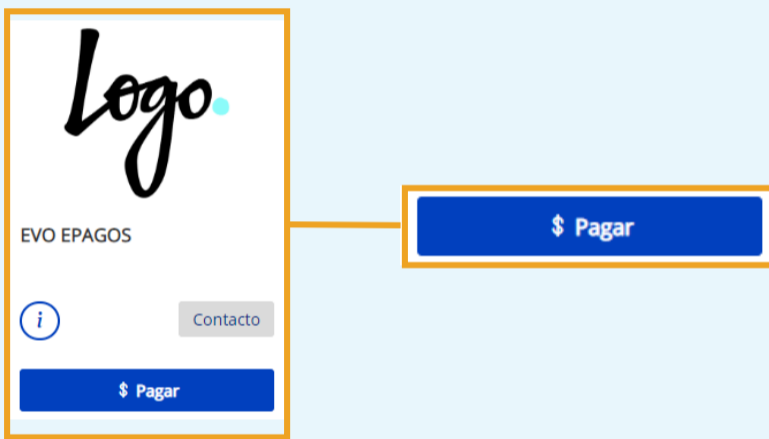 Logo.
EVO EPAGOS
i
Contacto
$ Pagar
$ Pagar